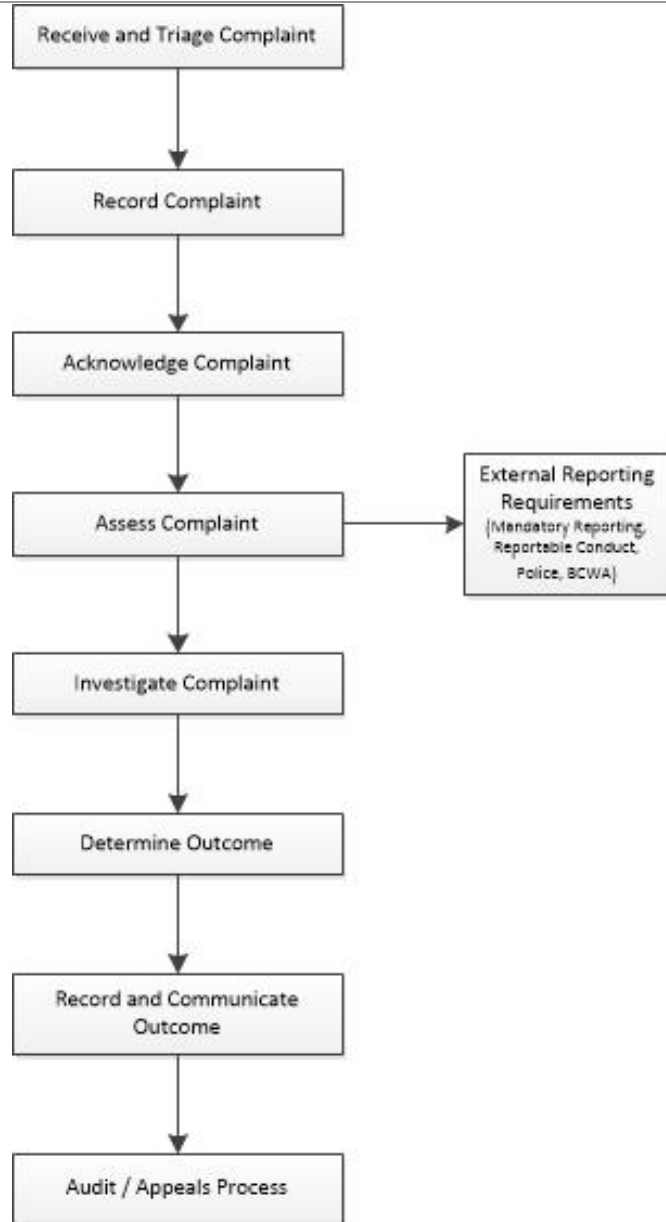 Receive and Triage Complaint
Record Complaint
Acknowledge Complaint
Assess Complaint
External Reporting
Requirements
(Mandatory Reporting,
Reportable Conduct,
Police, BCWA)
Investigate Complaint
Determine Outcome
Record and Communicate
Outcome
Audit / Appeals Process